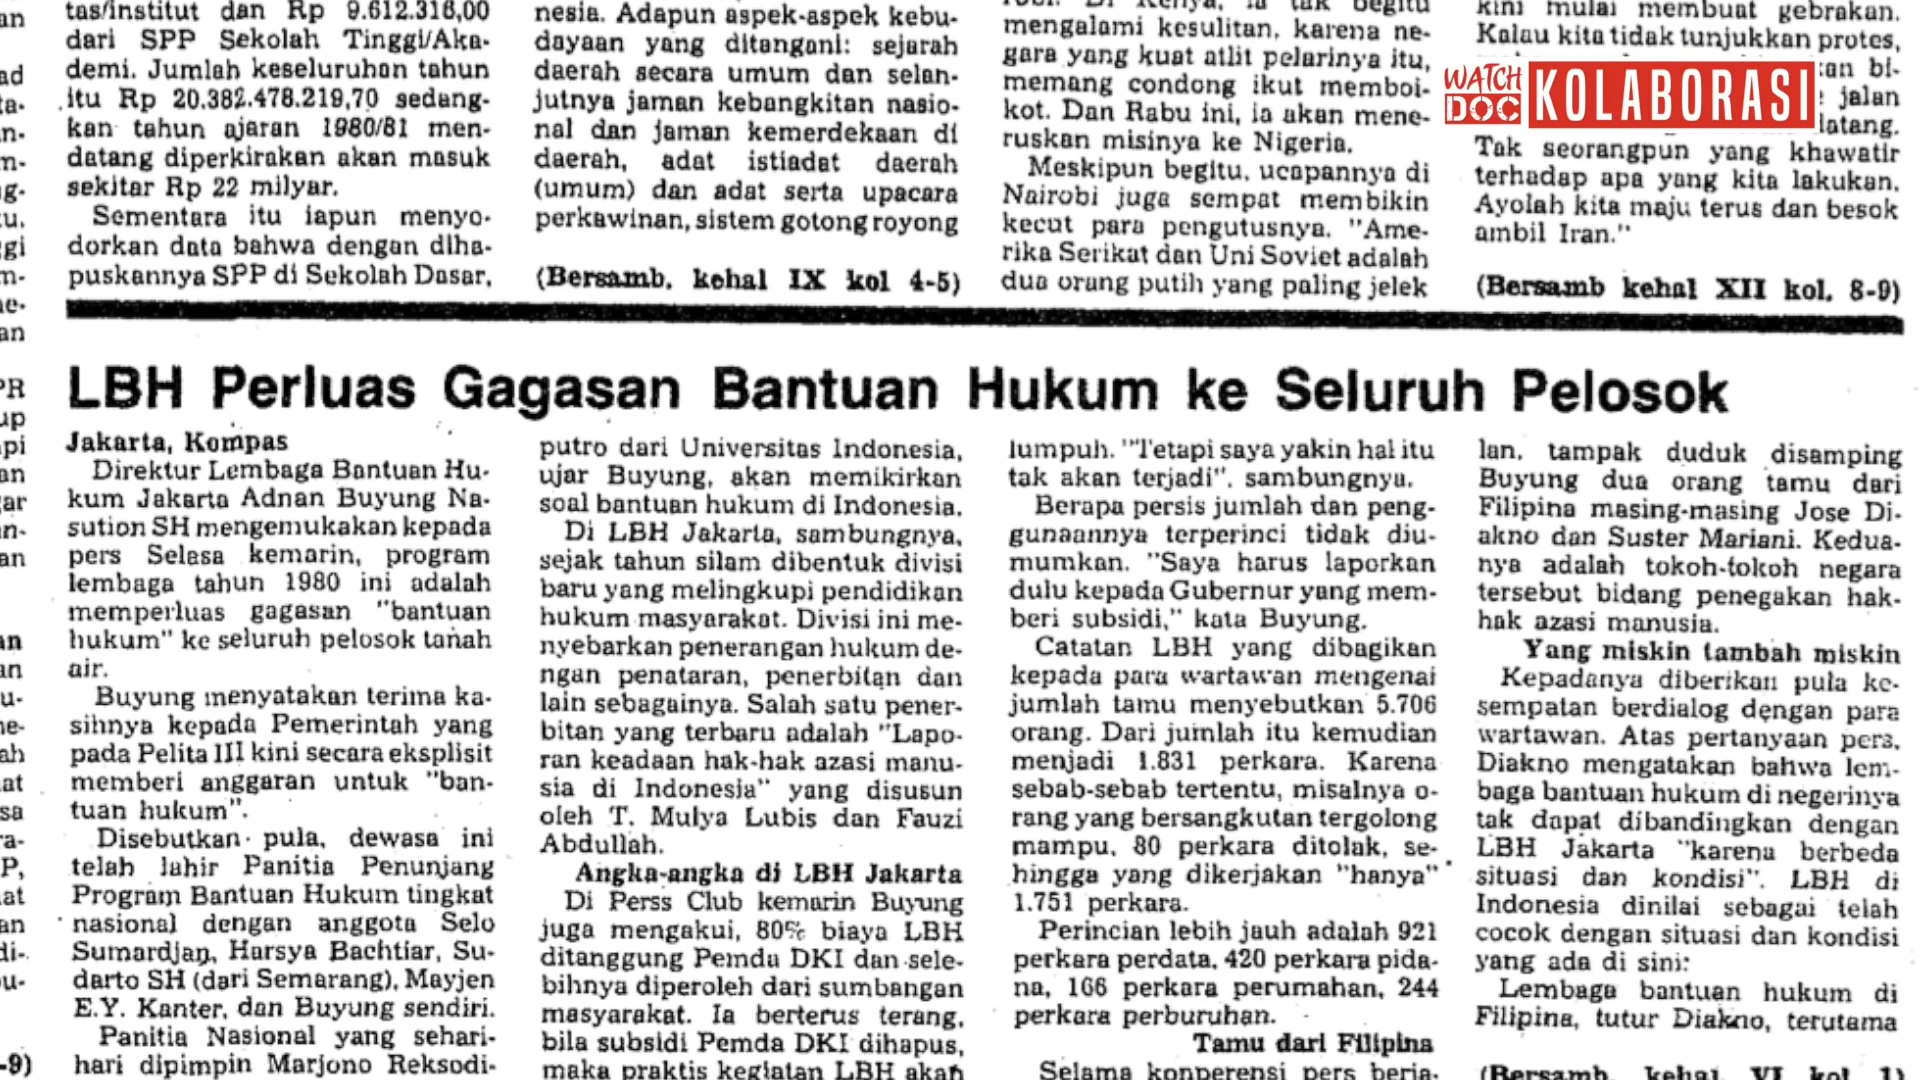 tas/institut dan Rp 9.612.316,00
dari SPP Sekolah Tinggi/Aka-
demi. Jumlah keseluruhan tahun
itu Rp 20.382.478.219,70 sedang-
kan tahun ajaran 1980/81 men-
datang diperkirakan akan masuk
sekitar Rp 22 milyar.
Sementara itu iapun menyo-
dorkan data bahwa dengan diha-
puskannya SPP di Sekolah Dasar,
nesia. Adapun aspek-aspek kebu-
dayaan yang ditangani: sejarah
daerah secara umum dan selan-
jutnya jaman kebangkitan nasio-
nal dan jaman kemerdekaan di
daerah, adat istiadat daerah
(umum) dan adat serta upacara
perkawinan, sistem gotong royong
(Bersamb. kehal IX kol 4-5)
mengalami kesulitan, karena ne-
gara yang kuat atlit pelarinya itu,
memang condong ikut memboi-
kot. Dan Rabu ini, ia akan mene-
ruskan misinya ke Nigeria.
Meskipun begitu, ucapannya di
Nairobi juga sempat membikin
kecut para pengutusnya. "Ame-
rika Serikat dan Uni Soviet adalah
dua orang putih yang paling jelek
kini mulai membuat gebrakan.
Kalau kita tidak tunjukkan protes,
WATCH DOC KOLABORASI
jalan
datang.
Tak seorangpun yang khawatir
terhadap apa yang kita lakukan.
Ayolah kita maju terus dan besok
ambil Iran."
(Bersamb kehal XII kol. 8-9)
LBH Perluas Gagasan Bantuan Hukum ke Seluruh Pelosok
Jakarta, Kompas
Direktur Lembaga Bantuan Hu-
kum Jakarta Adnan Buyung Na-
sution SH mengemukakan kepada
pers Selasa kemarin, program
lembaga tahun 1980 ini adalah
memperluas gagasan "bantuan
hukum" ke seluruh pelosok tanah
air.
Buyung menyatakan terima ka-
sihnya kepada Pemerintah yang
pada Pelita III kini secara eksplisit
memberi anggaran untuk "ban-
tuan hukum".
Disebutkan pula, dewasa ini
telah lahir Panitia Penunjang
Program Bantuan Hukum tingkat
nasional dengan anggota Selo
Sumardjan, Harsya Bachtiar, Su-
darto SH (dari Semarang), Mayjen
E.Y. Kanter, dan Buyung sendiri.
Panitia Nasional yang sehari-
hari dipimpin Marjono Reksodi-
putro dari Universitas Indonesia,
ujar Buyung, akan memikirkan
soal bantuan hukum di Indonesia.
Di LBH Jakarta, sambungnya,
sejak tahun silam dibentuk divisi
baru yang melingkupi pendidikan
hukum masyarakat. Divisi ini me-
nyebarkan penerangan hukum de-
ngan penataran, penerbitan dan
lain sebagainya. Salah satu pener-
bitan yang terbaru adalah "Lapo-
ran keadaan hak-hak azasi manu-
sia di Indonesia" yang disusun
oleh T. Mulya Lubis dan Fauzi
Abdullah.
Angka-angka di LBH Jakarta
Di Perss Club kemarin Buyung
juga mengakui, 80% biaya LBH
ditanggung Pemda DKI dan sele-
bihnya diperoleh dari sumbangan
masyarakat. Ia berterus terang,
bila subsidi Pemda DKI dihapus,
maka praktis kegiatan LBH akan
lumpuh. "Tetapi saya yakin hal itu
tak akan terjadi". sambungnya.
Berapa persis jumlah dan peng-
gunaannya terperinci tidak diu-
mumkan. "Saya harus laporkan
dulu kepada Gubernur yang mem-
beri subsidi," kata Buyung.
Catatan LBH yang dibagikan
kepada para wartawan mengenai
jumlah tamu menyebutkan 5.706
orang. Dari jumlah itu kemudian
menjadi 1.831 perkara. Karena
sebab-sebab tertentu, misalnya o-
rang yang bersangkutan tergolong
mampu, 80 perkara ditolak, se-
hingga yang dikerjakan "hanya"
1.751 perkara.
Perincian lebih jauh adalah 921
perkara perdata, 420 perkara pida-
na, 166 perkara perumahan, 244
perkara perburuhan.
Tamu dari Filipina
Selama konperensi pers berja-
lan, tampak duduk disamping
Buyung dua orang tamu dari
Filipina masing-masing Jose Di-
akno dan Suster Mariani. Kedua-
nya adalah tokoh-tokoh negara
tersebut bidang penegakan hak-
hak azasi manusia.
Yang miskin tambah miskin
Kepadanya diberikan pula ke-
sempatan berdialog dengan para
wartawan. Atas pertanyaan pers,
Diakno mengatakan bahwa lem-
baga bantuan hukum di negerinya
tak dapat dibandingkan dengan
LBH Jakarta "karena berbeda
situasi dan kondisi". LBH di
Indonesia dinilai sebagai telah
cocok dengan situasi dan kondisi
yang ada di sini:
Lembaga bantuan hukum di
Filipina, tutur Diakno, terutama
(Bersamb. kehal VI kol 1)